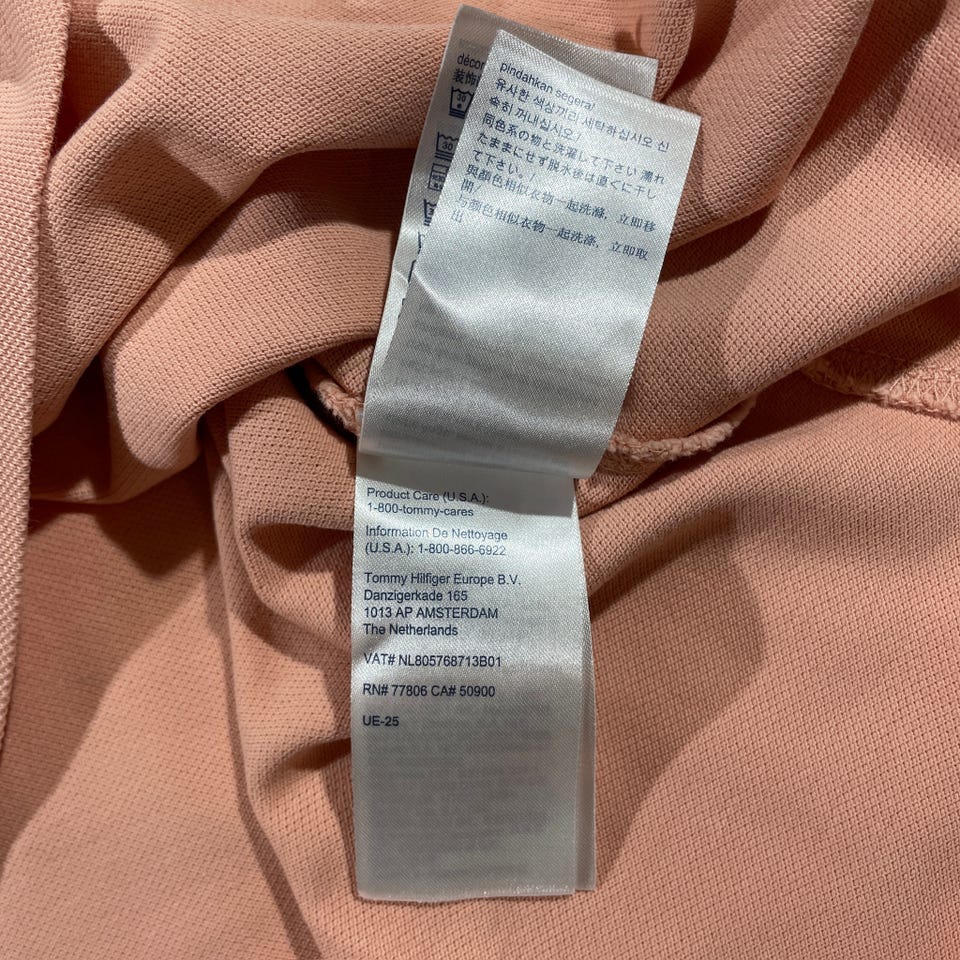 décor
装饰
30
30
pindahkan segera/
유사한 색상끼리 세탁하십시오 신
속히 꺼내십시오/
同色系の物と洗濯して下さい 濡れ
たままにせず脱水後は直ぐに干し
て下さい。/
與顏色相似衣物一起洗滌, 立即移
開/
与颜色相似衣物一起洗涤, 立即取
出
Product Care (U.S.A.):
1-800-tommy-cares
Information De Nettoyage
(U.S.A.): 1-800-866-6922
Tommy Hilfiger Europe B.V.
Danzigerkade 165
1013 AP AMSTERDAM
The Netherlands
VAT# NL805768713B01
RN# 77806 CA# 50900
UE-25